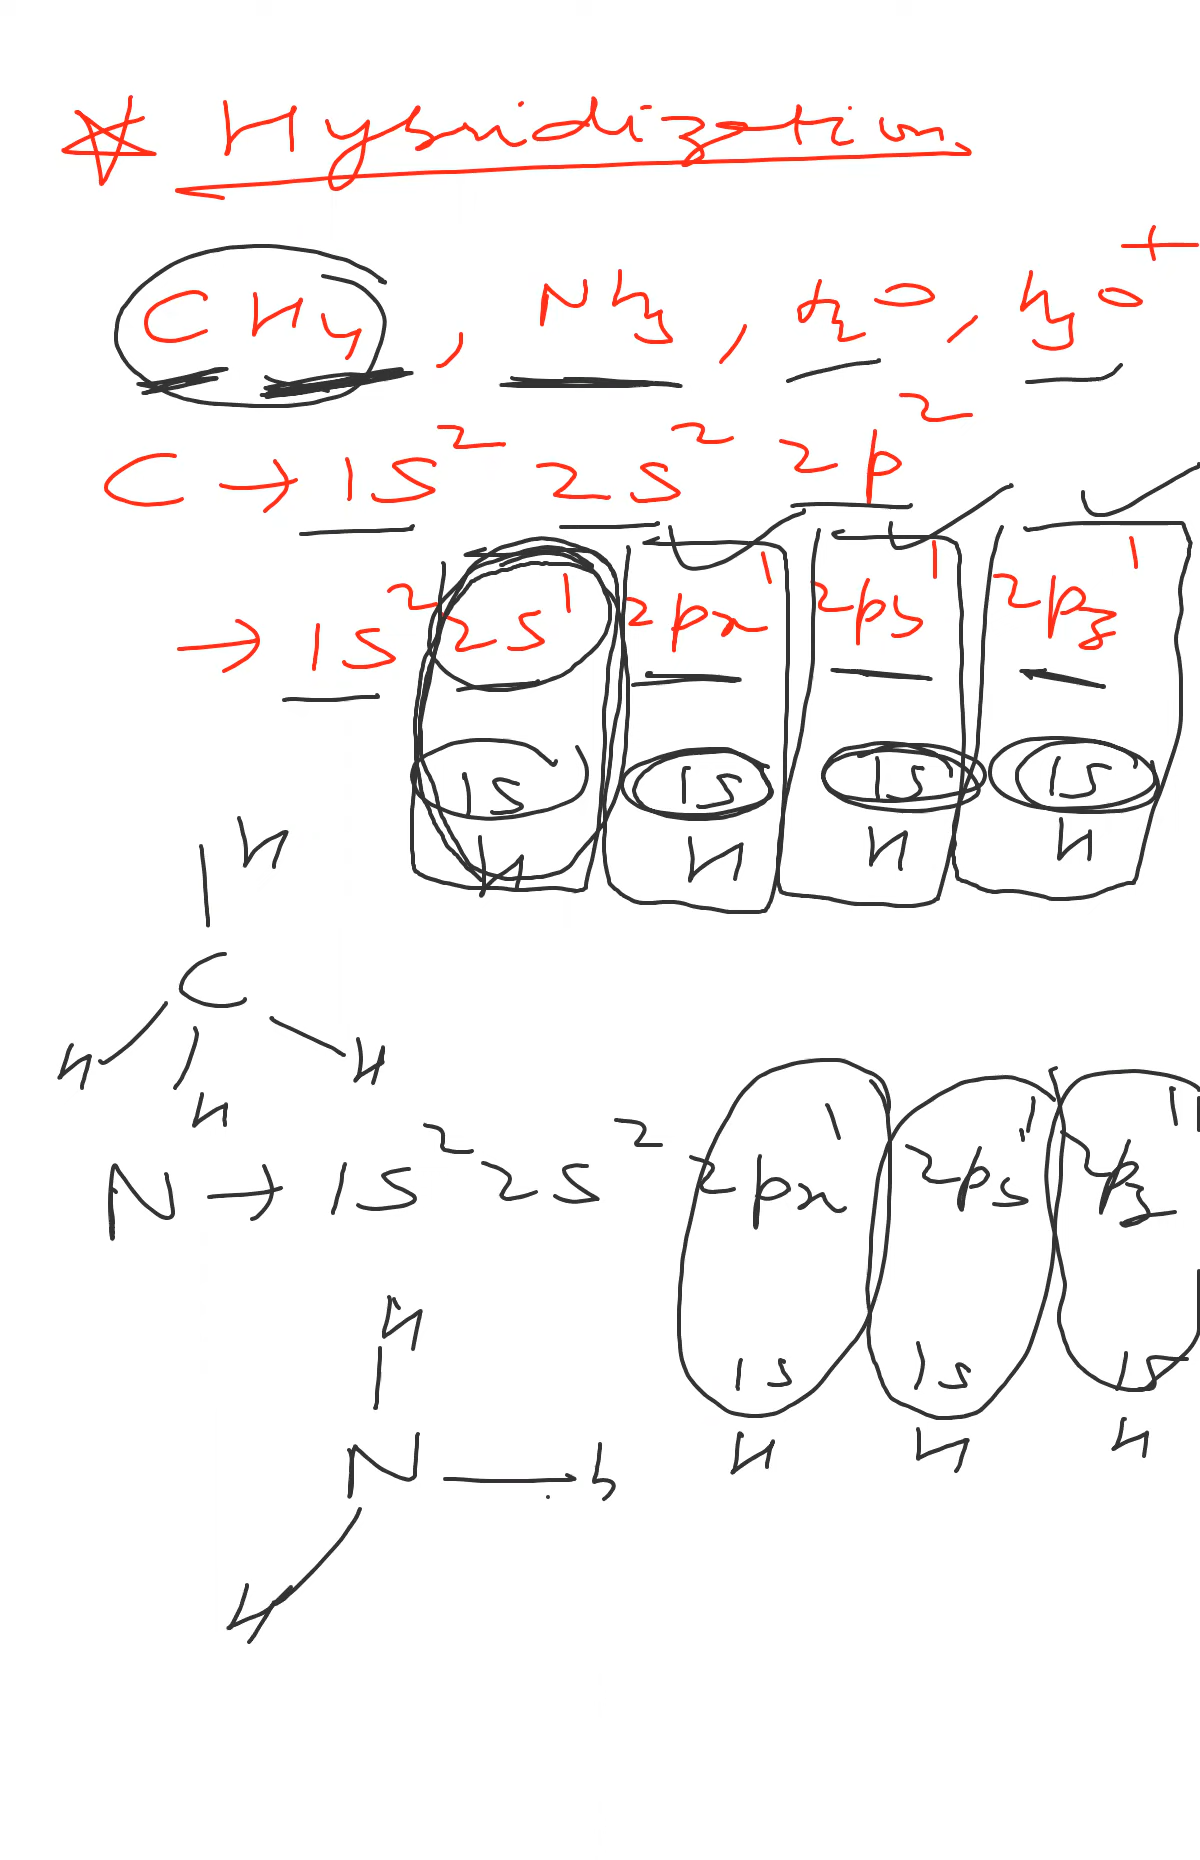 ☆ Hybridization
CH4, NH3, H2O, H3O+
C → 1s² 2s² 2p²
→ 1s² 2s¹ 2px¹ 2py¹ 2pz¹
1s 1s 1s 1s
H H H H
H
C
H H
H
N → 1s² 2s² 2px¹ 2py¹ 2pz¹
1s 1s 1s
H H H
H
N — h
H